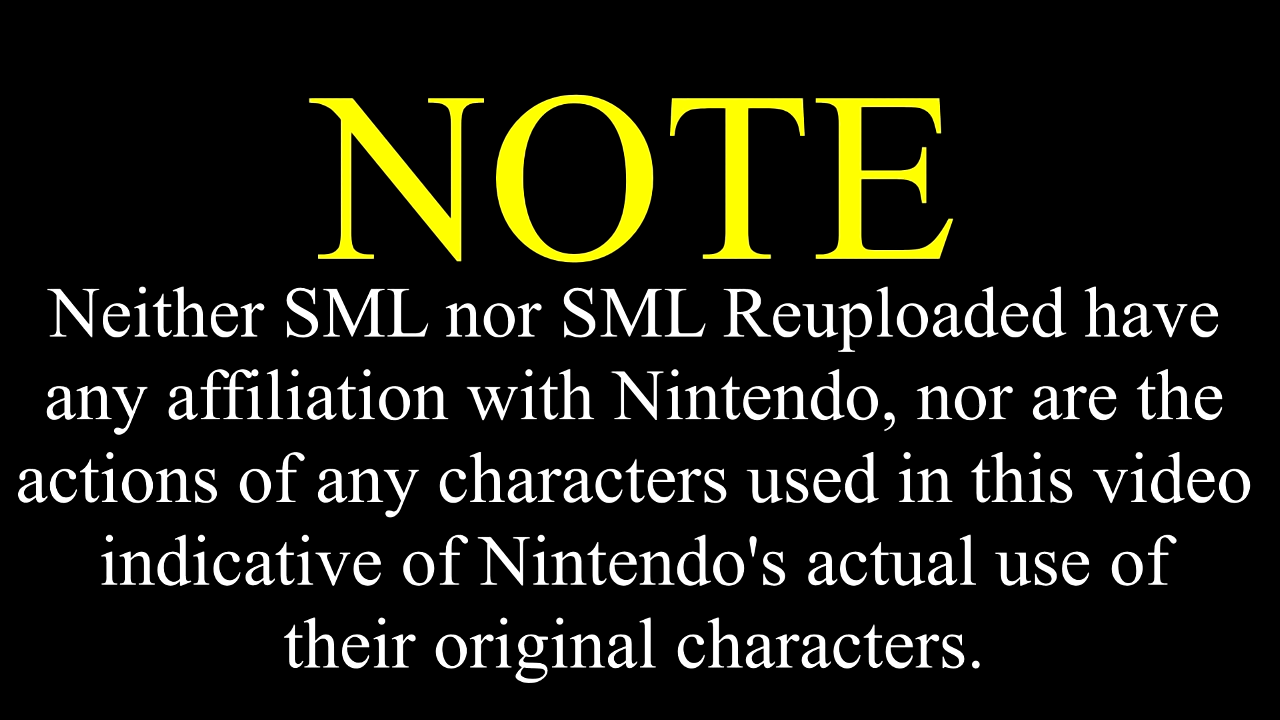 NOTE
Neither SML nor SML Reuploaded have
any affiliation with Nintendo, nor are the
actions of any characters used in this video
indicative of Nintendo's actual use of
their original characters.